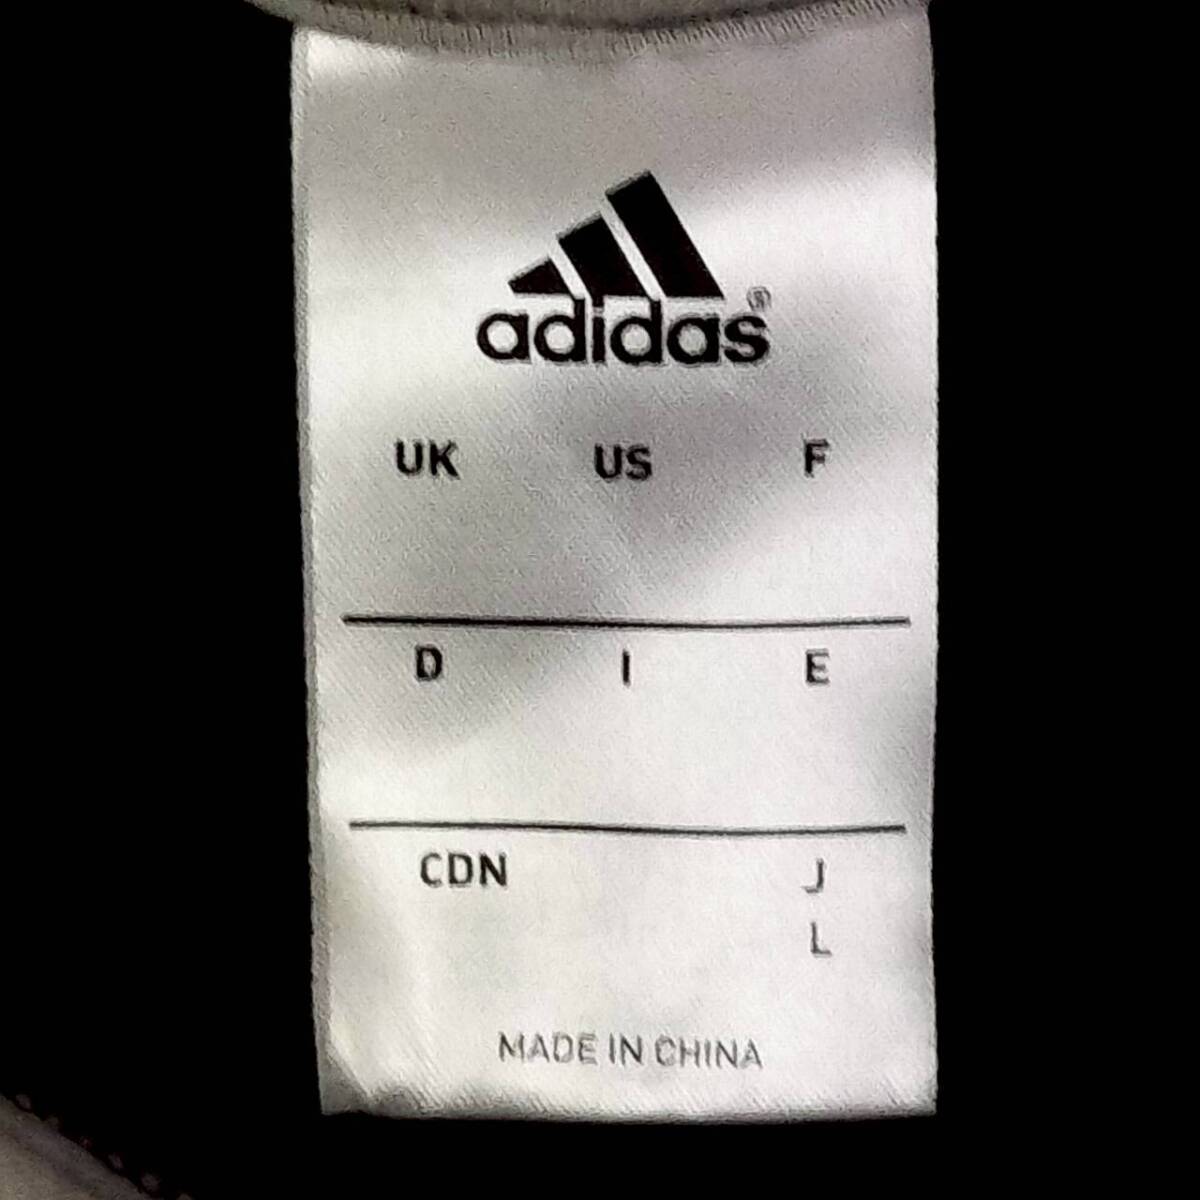 adidas®
UK US F
D I E
CDN J
L
MADE IN CHINA